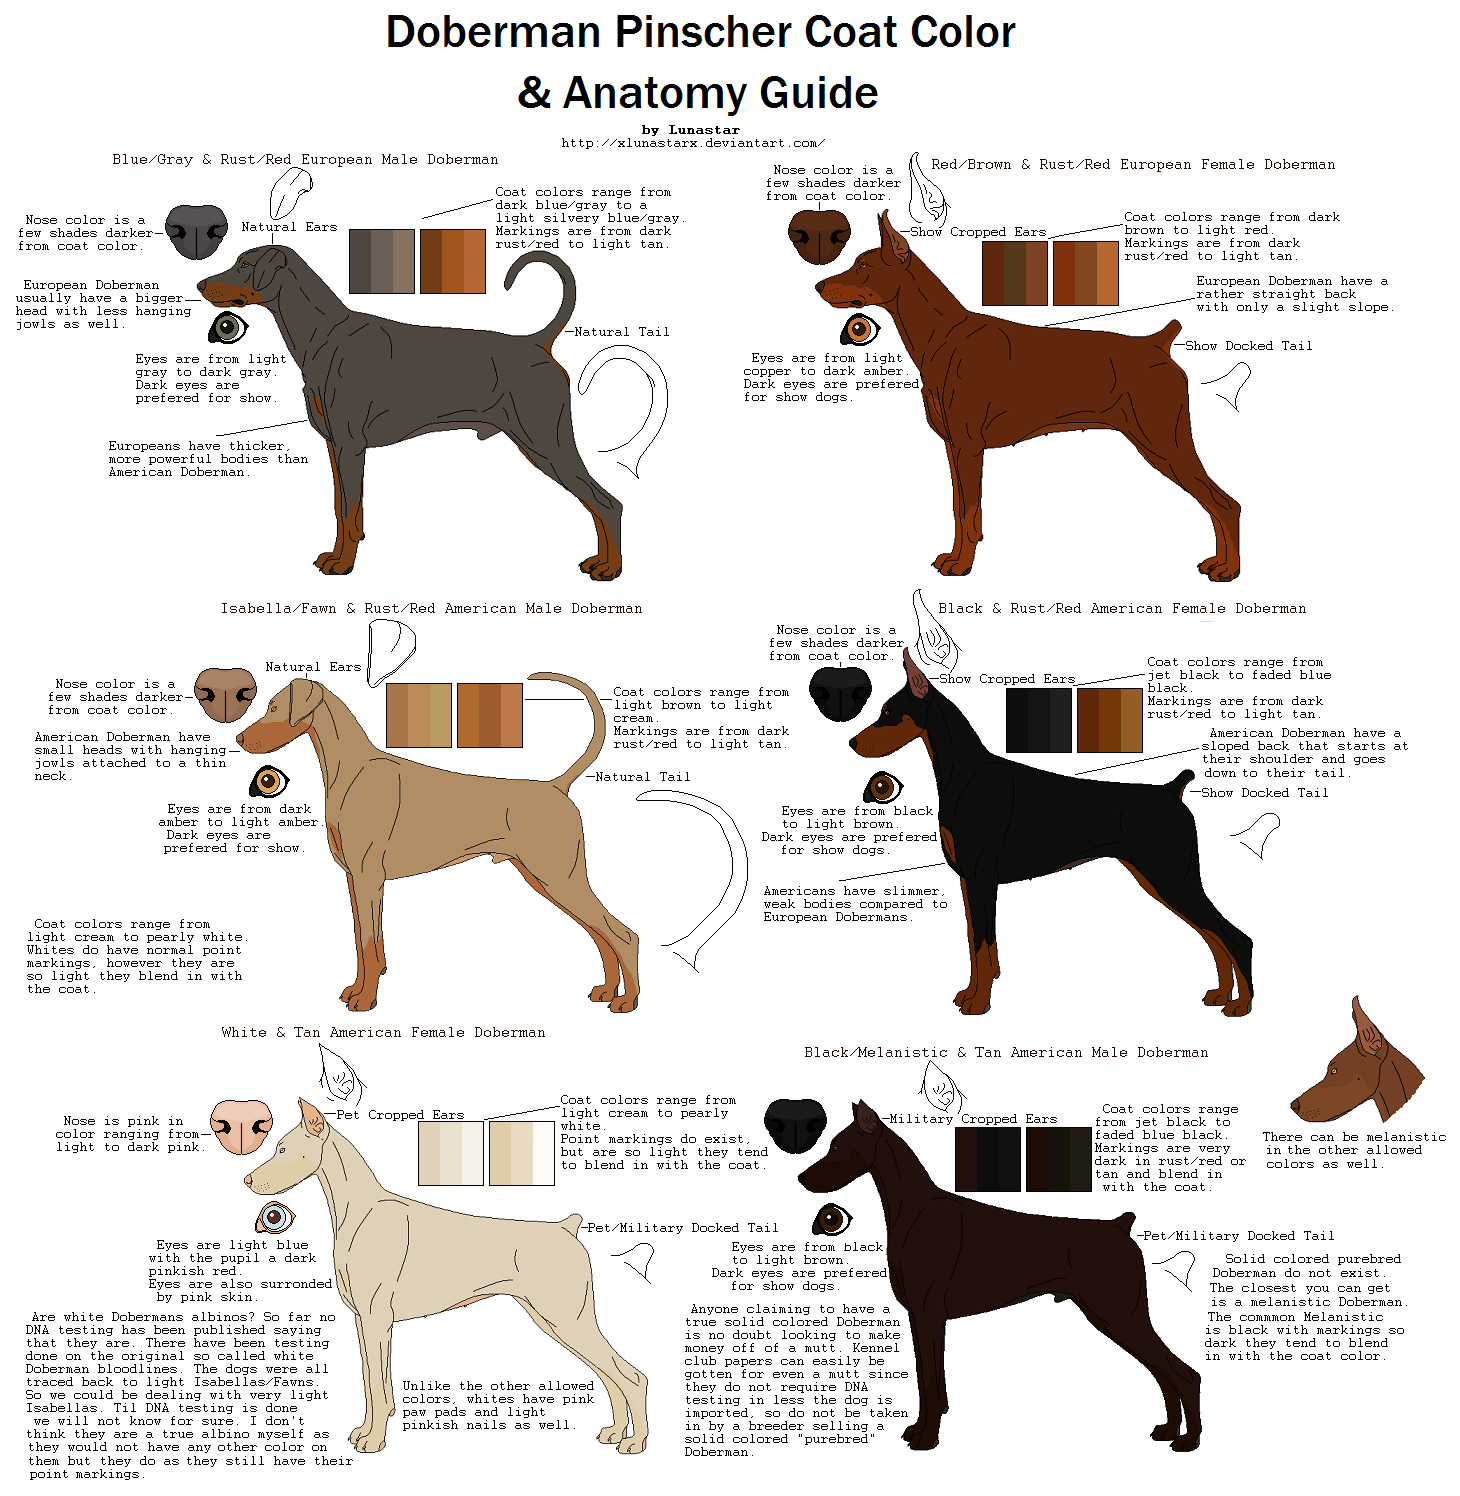 Doberman Pinscher Coat Color
& Anatomy Guide
by Lunastar
http://xlunastarx.deviantart.com/
Blue/Gray & Rust/Red European Male Doberman
Nose color is a
few shades darker
from coat color.
Natural Ears
Coat colors range from
dark blue/gray to a
light silvery blue/gray.
Markings are from dark
rust/red to light tan.
European Doberman
usually have a bigger
head with less hanging
jowls as well.
Natural Tail
Eyes are from light
gray to dark gray.
Dark eyes are
prefered for show.
Europeans have thicker,
more powerful bodies than
American Doberman.
Red/Brown & Rust/Red European Female Doberman
Nose color is a
few shades darker
from coat color.
Show Cropped Ears
Coat colors range from dark
brown to light red.
Markings are from dark
rust/red to light tan.
European Doberman have a
rather straight back
with only a slight slope.
Show Docked Tail
Eyes are from light
copper to dark amber.
Dark eyes are prefered
for show dogs.
Isabella/Fawn & Rust/Red American Male Doberman
Natural Ears
Nose color is a
few shades darker
from coat color.
Coat colors range from
light brown to light
cream.
Markings are from dark
rust/red to light tan.
American Doberman have
small heads with hanging
jowls attached to a thin
neck.
Natural Tail
Eyes are from dark
amber to light amber.
Dark eyes are
prefered for show.
Black & Rust/Red American Female Doberman
Nose color is a
few shades darker
from coat color.
Show Cropped Ears
Coat colors range from
jet black to faded blue
black.
Markings are from dark
rust/red to light tan.
American Doberman have a
sloped back that starts at
their shoulder and goes
down to their tail.
Show Docked Tail
Eyes are from black
to light brown.
Dark eyes are prefered
for show dogs.
Americans have slimmer,
weak bodies compared to
European Dobermans.
Coat colors range from
light cream to pearly white.
Whites do have normal point
markings, however they are
so light they blend in with
the coat.
White & Tan American Female Doberman
Pet Cropped Ears
Nose is pink in
color ranging from
light to dark pink.
Coat colors range from
light cream to pearly
white.
Point markings do exist,
but are so light they tend
to blend in with the coat.
Pet/Military Docked Tail
Eyes are light blue
with the pupil a dark
pinkish red.
Eyes are also surronded
by pink skin.
Are white Dobermans albinos? So far no
DNA testing has been published saying
that they are. There have been testing
done on the original so called white
Doberman bloodlines. The dogs were all
traced back to light Isabellas/Fawns.
So we could be dealing with very light
Isabellas. Til DNA testing is done
we will not know for sure. I don't
think they are a true albino myself as
they would not have any other color on
them but they do as they still have their
point markings.
Unlike the other allowed
colors, whites have pink
paw pads and light
pinkish nails as well.
Black/Melanistic & Tan American Male Doberman
Military Cropped Ears
Coat colors range
from jet black to
faded blue black.
Markings are very
dark in rust/red or
tan and blend in
with the coat.
There can be melanistic
in the other allowed
colors as well.
Pet/Military Docked Tail
Eyes are from black
to light brown.
Dark eyes are prefered
for show dogs.
Solid colored purebred
Doberman do not exist.
The closest you can get
is a melanistic Doberman.
The commmon Melanistic
is black with markings so
dark they tend to blend
in with the coat color.
Anyone claiming to have a
true solid colored Doberman
is no doubt looking to make
money off of a mutt. Kennel
club papers can easily be
gotten for even a mutt since
they do not require DNA
testing in less the dog is
imported, so do not be taken
in by a breeder selling a
solid colored "purebred"
Doberman.